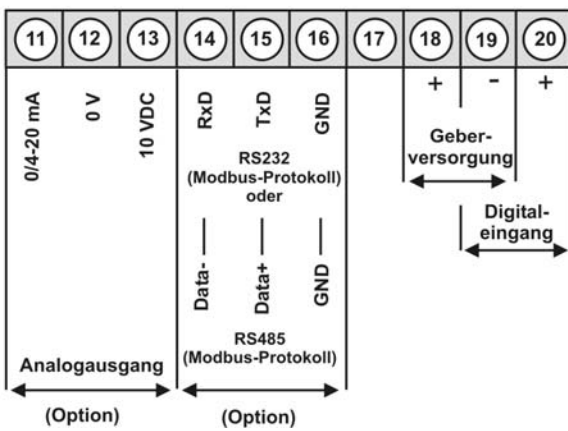 11 12 13 14 15 16 17 18 19 20
+ - +
0/4-20 mA
0 V
10 VDC
RxD
TxD
GND
RS232
(Modbus-Protokoll)
oder
Data-
Data+
GND
RS485
(Modbus-Protokoll)
Geber-
versorgung
Digital-
eingang
Analogausgang
(Option)
(Option)